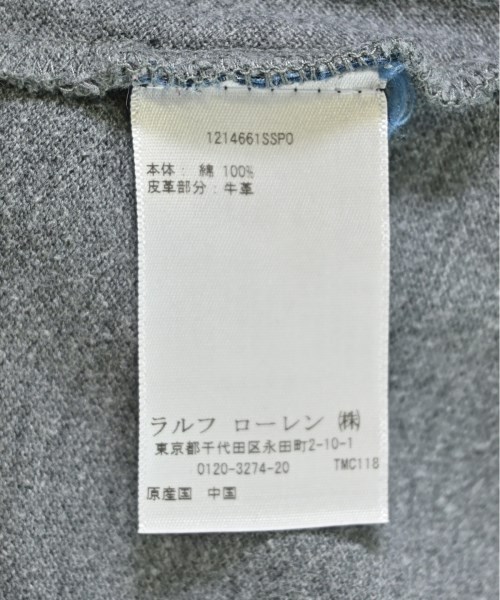 1214661SSPO
本体： 綿 100%
皮革部分：牛革
ラルフ ローレン ㈱
東京都千代田区永田町2-10-1
0120-3274-20 TMC118
原産国 中国